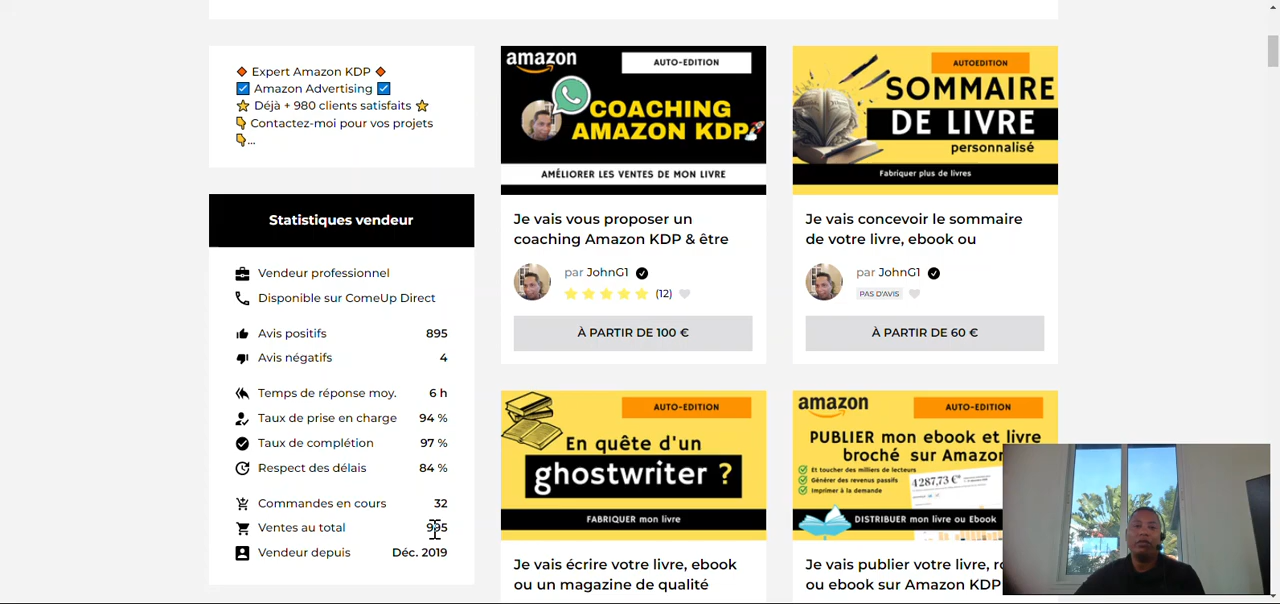 Expert Amazon KDP
Amazon Advertising
Déjà + 980 clients satisfaits
Contactez-moi pour vos projets
...
Statistiques vendeur
Vendeur professionnel
Disponible sur ComeUp Direct
Avis positifs 895
Avis négatifs 4
Temps de réponse moy. 6 h
Taux de prise en charge 94 %
Taux de complétion 97 %
Respect des délais 84 %
Commandes en cours 32
Ventes au total
Vendeur depuis Déc. 2019
amazon
AUTO-EDITION
COACHING
AMAZON KDP
AMÉLIORER LES VENTES DE MON LIVRE
Je vais vous proposer un
coaching Amazon KDP & être
par JohnG1
(12)
À PARTIR DE 100 €
AUTOEDITION
SOMMAIRE
DE LIVRE
personnalisé
Fabriquer plus de livres
Je vais concevoir le sommaire
de votre livre, ebook ou
par JohnG1
PAS D'AVIS
À PARTIR DE 60 €
AUTO-EDITION
En quête d'un
ghostwriter ?
FABRIQUER mon livre
Je vais écrire votre livre, ebook
ou un magazine de qualité
amazon
AUTO-EDITION
PUBLIER mon ebook et livre
broché sur Amazon
Et toucher des milliers de lecteurs
Générer des revenus passifs
Imprimer à la demande
4287,73 €
DISTRIBUER mon livre ou Ebook
Je vais publier votre livre,
ou ebook sur Amazon KDP